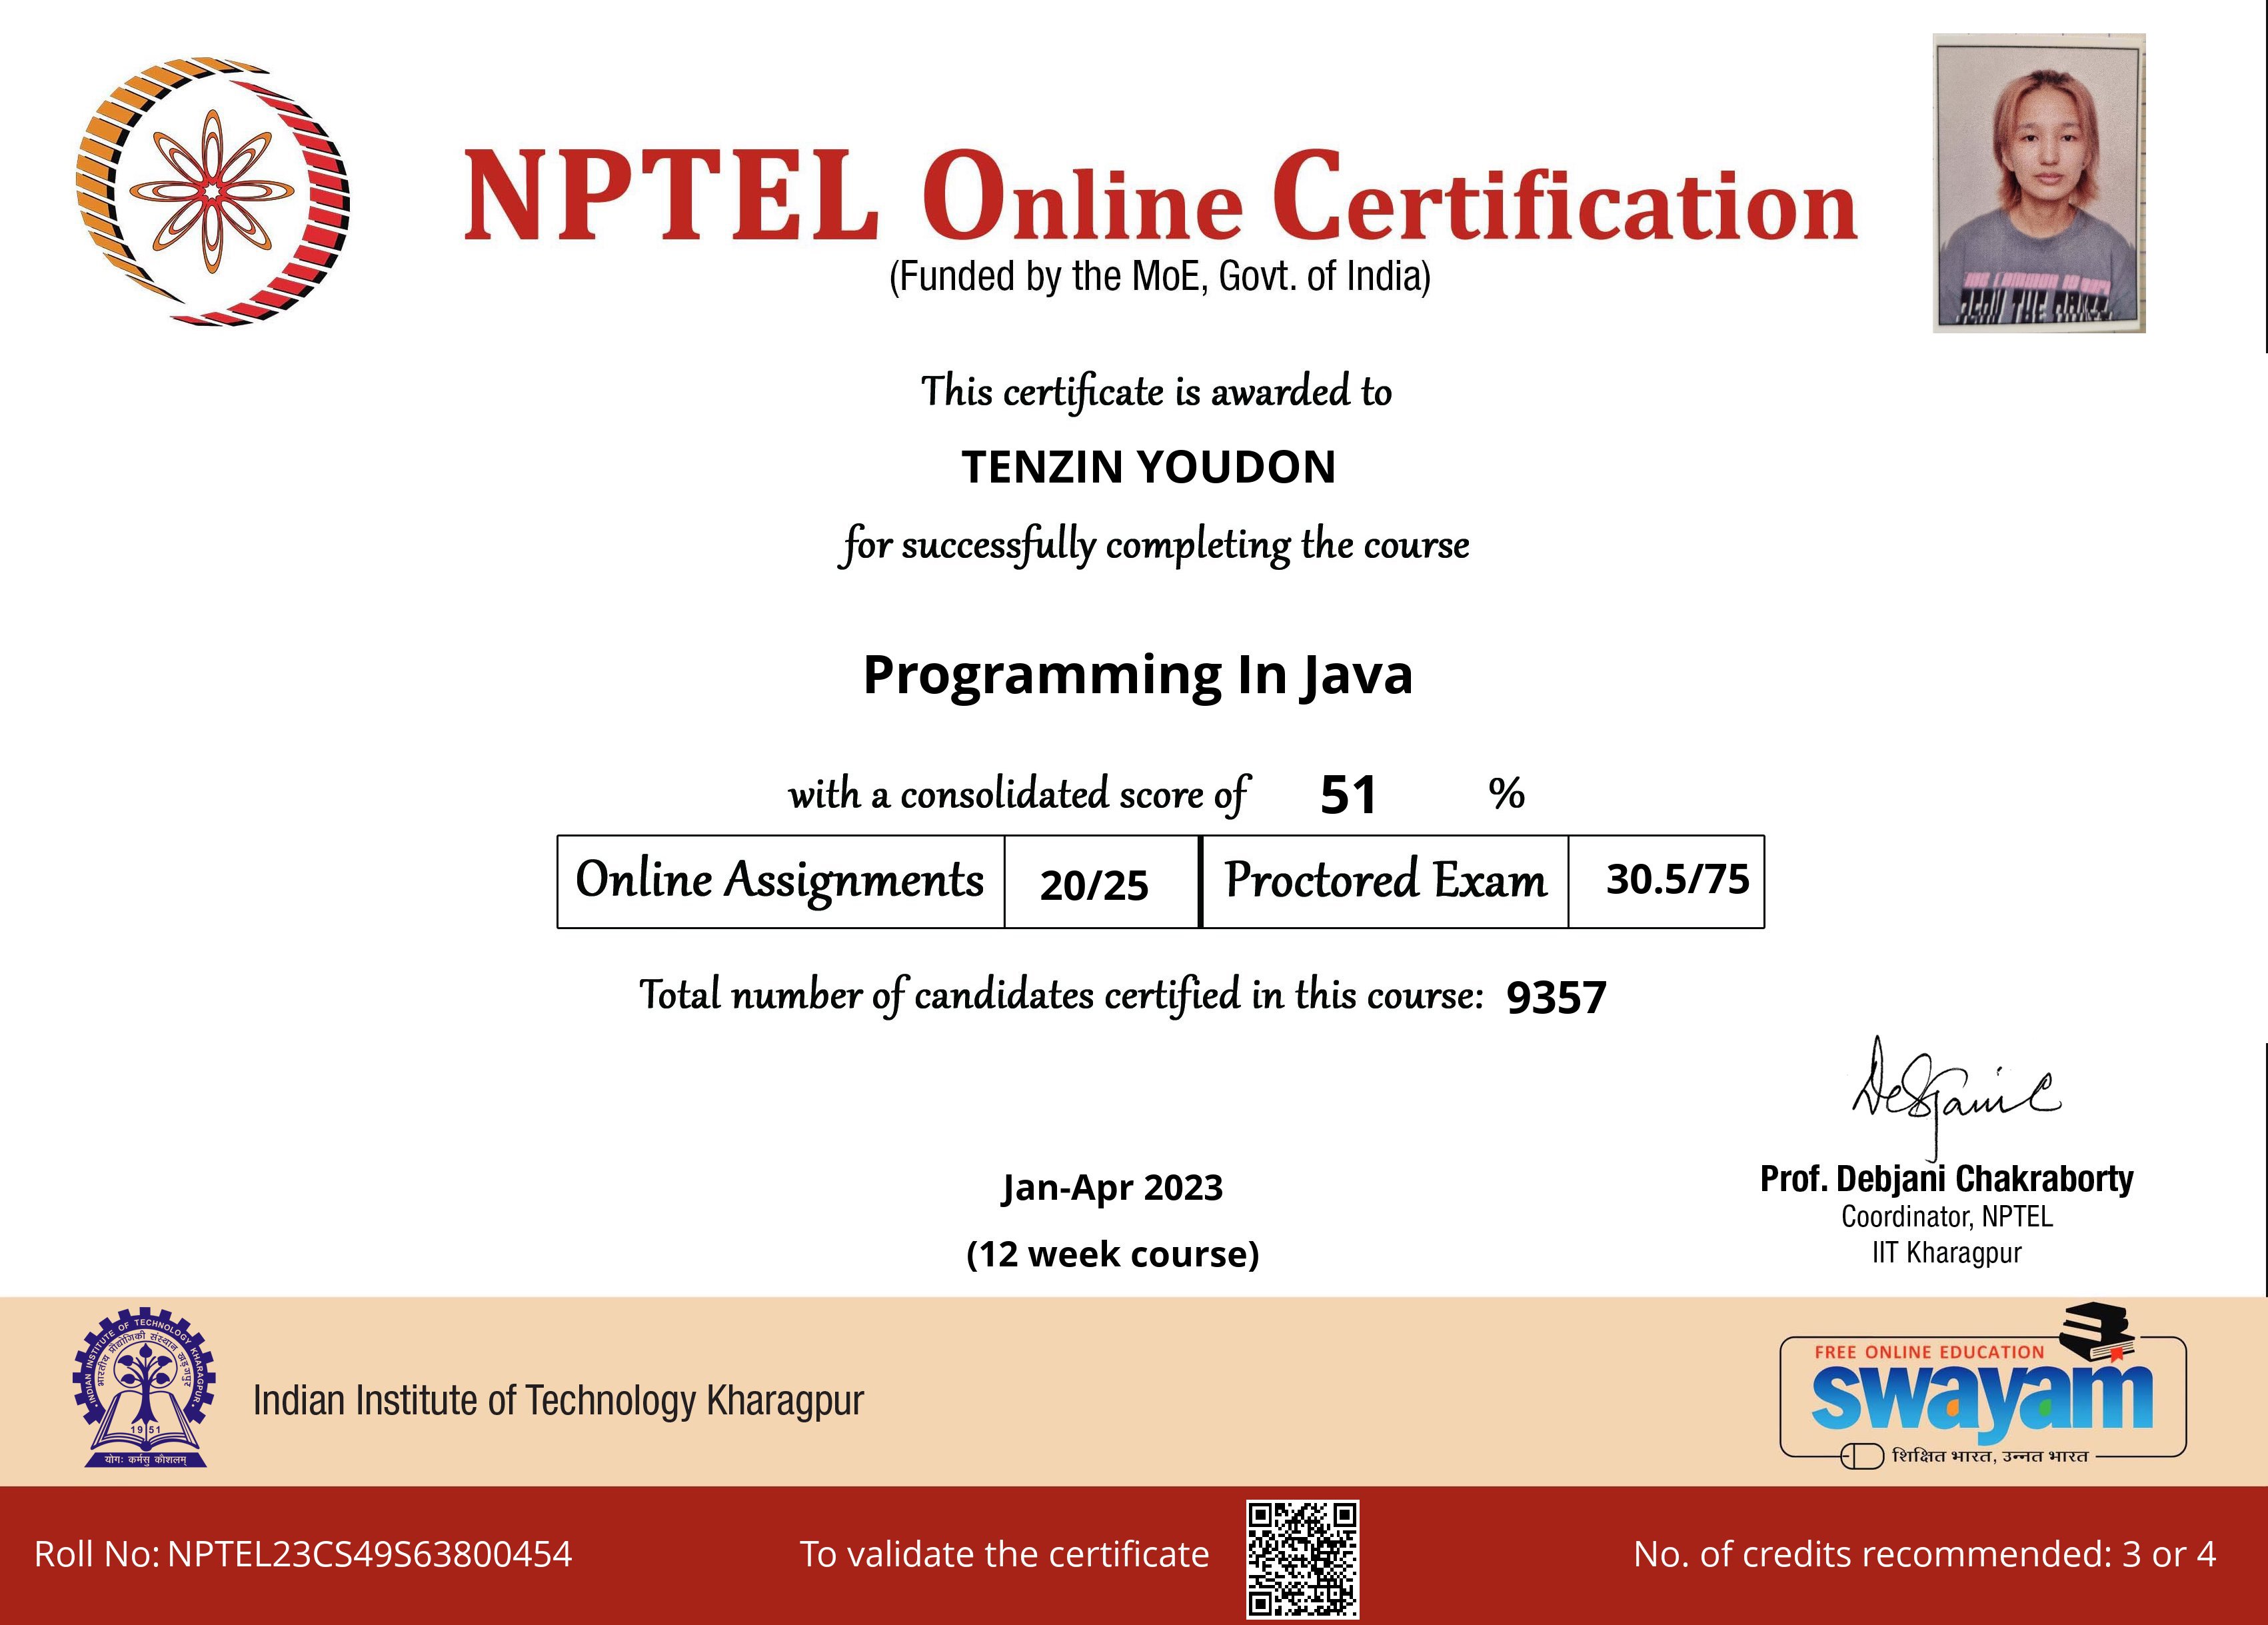 NPTEL Online Certification
(Funded by the MoE, Govt. of India)
This certificate is awarded to
TENZIN YOUDON
for successfully completing the course
Programming In Java
with a consolidated score of 51 %
Online Assignments 20/25 Proctored Exam 30.5/75
Total number of candidates certified in this course: 9357
Jan-Apr 2023
(12 week course)
Prof. Debjani Chakraborty
Coordinator, NPTEL
IIT Kharagpur
INDIAN INSTITUTE OF TECHNOLOGY KHARAGPUR
भारतीय प्रौद्योगिकी संस्थान खड़गपुर
1951
योगः कर्मसु कौशलम्
Indian Institute of Technology Kharagpur
FREE ONLINE EDUCATION
swayam
शिक्षित भारत, उन्नत भारत
Roll No: NPTEL23CS49S63800454
To validate the certificate
No. of credits recommended: 3 or 4